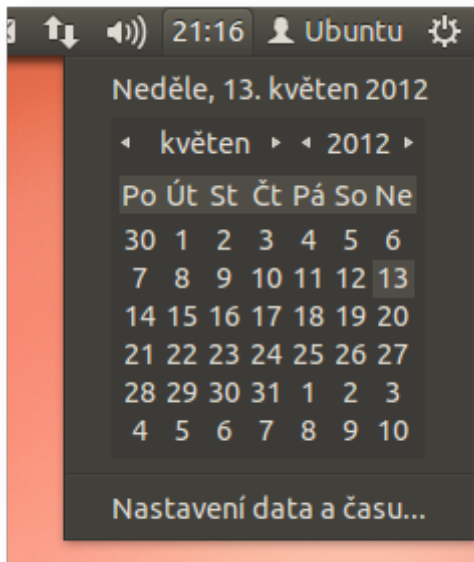 21:16 Ubuntu
Neděle, 13. květen 2012
květen 2012
Po Út St Čt Pá So Ne
30 1 2 3 4 5 6
7 8 9 10 11 12 13
14 15 16 17 18 19 20
21 22 23 24 25 26 27
28 29 30 31 1 2 3
4 5 6 7 8 9 10
Nastavení data a času...